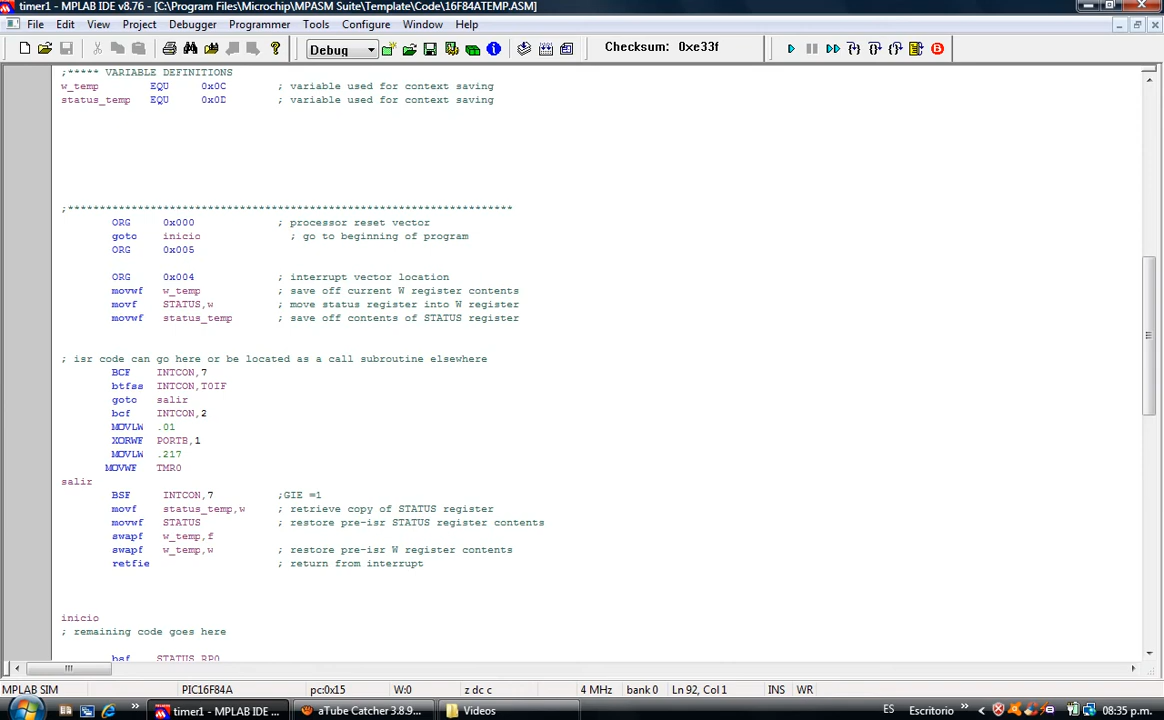 timer1 - MPLAB IDE v8.76 - [C:\Program Files\Microchip\MPASM Suite\Template\Code\16F84ATEMP.ASM]
File Edit View Project Debugger Programmer Tools Configure Window Help
Debug Checksum: 0xe33f
;***** VARIABLE DEFINITIONS
w_temp EQU 0x0C ; variable used for context saving
status_temp EQU 0x0D ; variable used for context saving
;**********************************************************************
ORG 0x000 ; processor reset vector
goto inicio ; go to beginning of program
ORG 0x005
ORG 0x004 ; interrupt vector location
movwf w_temp ; save off current W register contents
movf STATUS,w ; move status register into W register
movwf status_temp ; save off contents of STATUS register
; isr code can go here or be located as a call subroutine elsewhere
BCF INTCON,7
btfss INTCON,T0IF
goto salir
bcf INTCON,2
MOVLW .01
XORWF PORTB,1
MOVLW .217
MOVWF TMR0
salir
BSF INTCON,7 ;GIE =1
movf status_temp,w ; retrieve copy of STATUS register
movwf STATUS ; restore pre-isr STATUS register contents
swapf w_temp,f
swapf w_temp,w ; restore pre-isr W register contents
retfie ; return from interrupt
inicio
; remaining code goes here
bsf STATUS,RP0
MPLAB SIM PIC16F84A pc:0x15 W:0 z dc c 4 MHz bank 0 Ln 92, Col 1 INS WR
timer1 - MPLAB IDE ... aTube Catcher 3.8.9... Videos ES Escritorio 08:35 p.m.